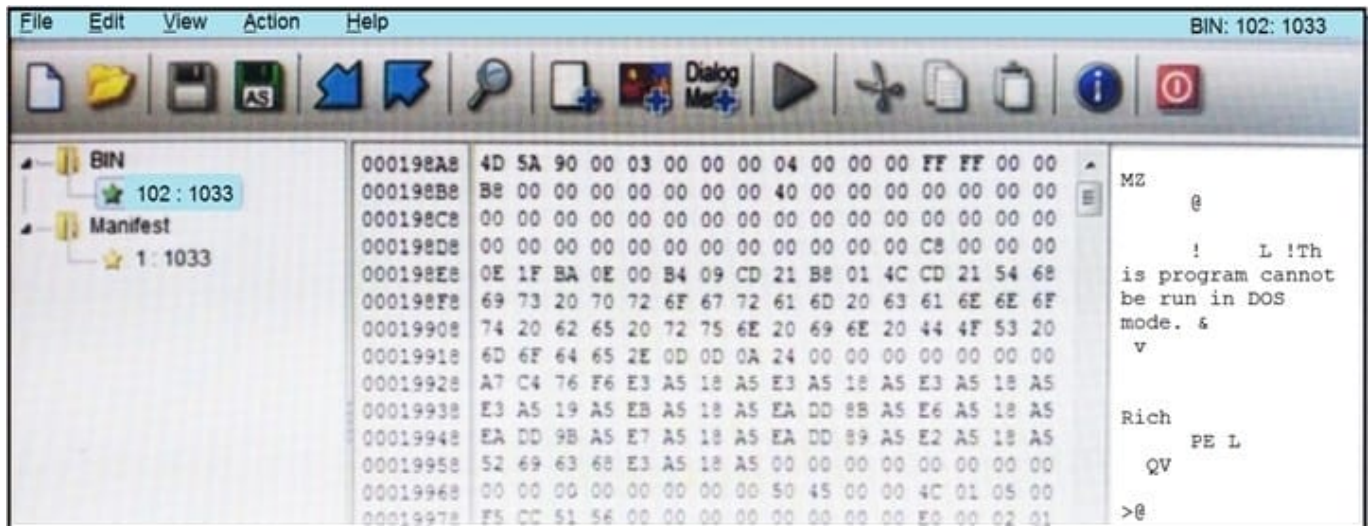 File Edit View Action Help BIN: 102: 1033
AS
Dialog
BIN
102 : 1033
Manifest
1 : 1033
000198A8 4D 5A 90 00 03 00 00 00 04 00 00 00 FF FF 00 00
000198B8 B8 00 00 00 00 00 00 00 40 00 00 00 00 00 00 00
000198C8 00 00 00 00 00 00 00 00 00 00 00 00 00 00 00 00
000198D8 00 00 00 00 00 00 00 00 00 00 00 00 C8 00 00 00
000198E8 0E 1F BA 0E 00 B4 09 CD 21 B8 01 4C CD 21 54 68
000198F8 69 73 20 70 72 6F 67 72 61 6D 20 63 61 6E 6E 6F
00019908 74 20 62 65 20 72 75 6E 20 69 6E 20 44 4F 53 20
00019918 6D 6F 64 65 2E 0D 0D 0A 24 00 00 00 00 00 00 00
00019928 A7 C4 76 F6 E3 A5 18 A5 E3 A5 18 A5 E3 A5 18 A5
00019938 E3 A5 19 A5 EB A5 18 A5 EA DD 8B A5 E6 A5 18 A5
00019948 EA DD 9B A5 E7 A5 18 A5 EA DD 89 A5 E2 A5 18 A5
00019958 52 69 63 68 E3 A5 18 A5 00 00 00 00 00 00 00 00
00019968 00 00 00 00 00 00 00 00 50 45 00 00 4C 01 05 00
00019978 F5 CC 51 56 00 00 00 00 00 00 00 00 E0 00 02 01
MZ
@
! L !Th
is program cannot
be run in DOS
mode. &
v
Rich
PE L
QV
>@